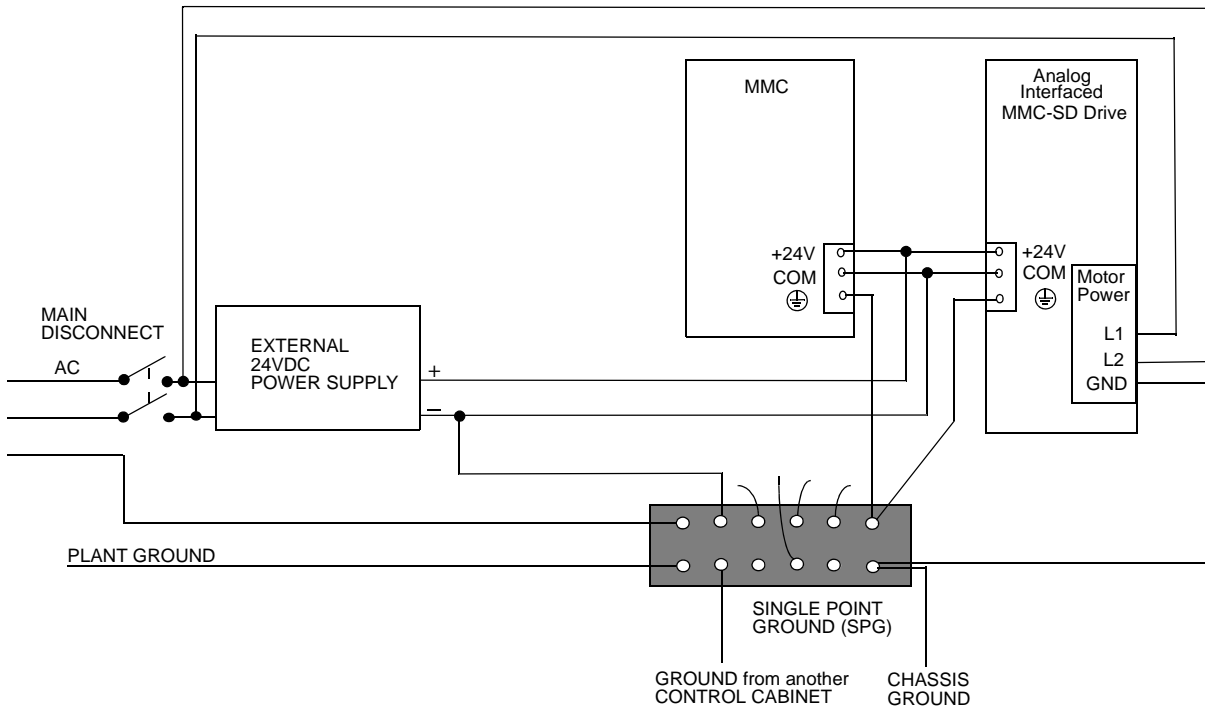 MMC
Analog
Interfaced
MMC-SD Drive
+24V
COM
+24V
COM
Motor
Power
L1
L2
GND
MAIN
DISCONNECT
AC
EXTERNAL
24VDC
POWER SUPPLY
+
–
PLANT GROUND
SINGLE POINT
GROUND (SPG)
GROUND from another
CONTROL CABINET
CHASSIS
GROUND